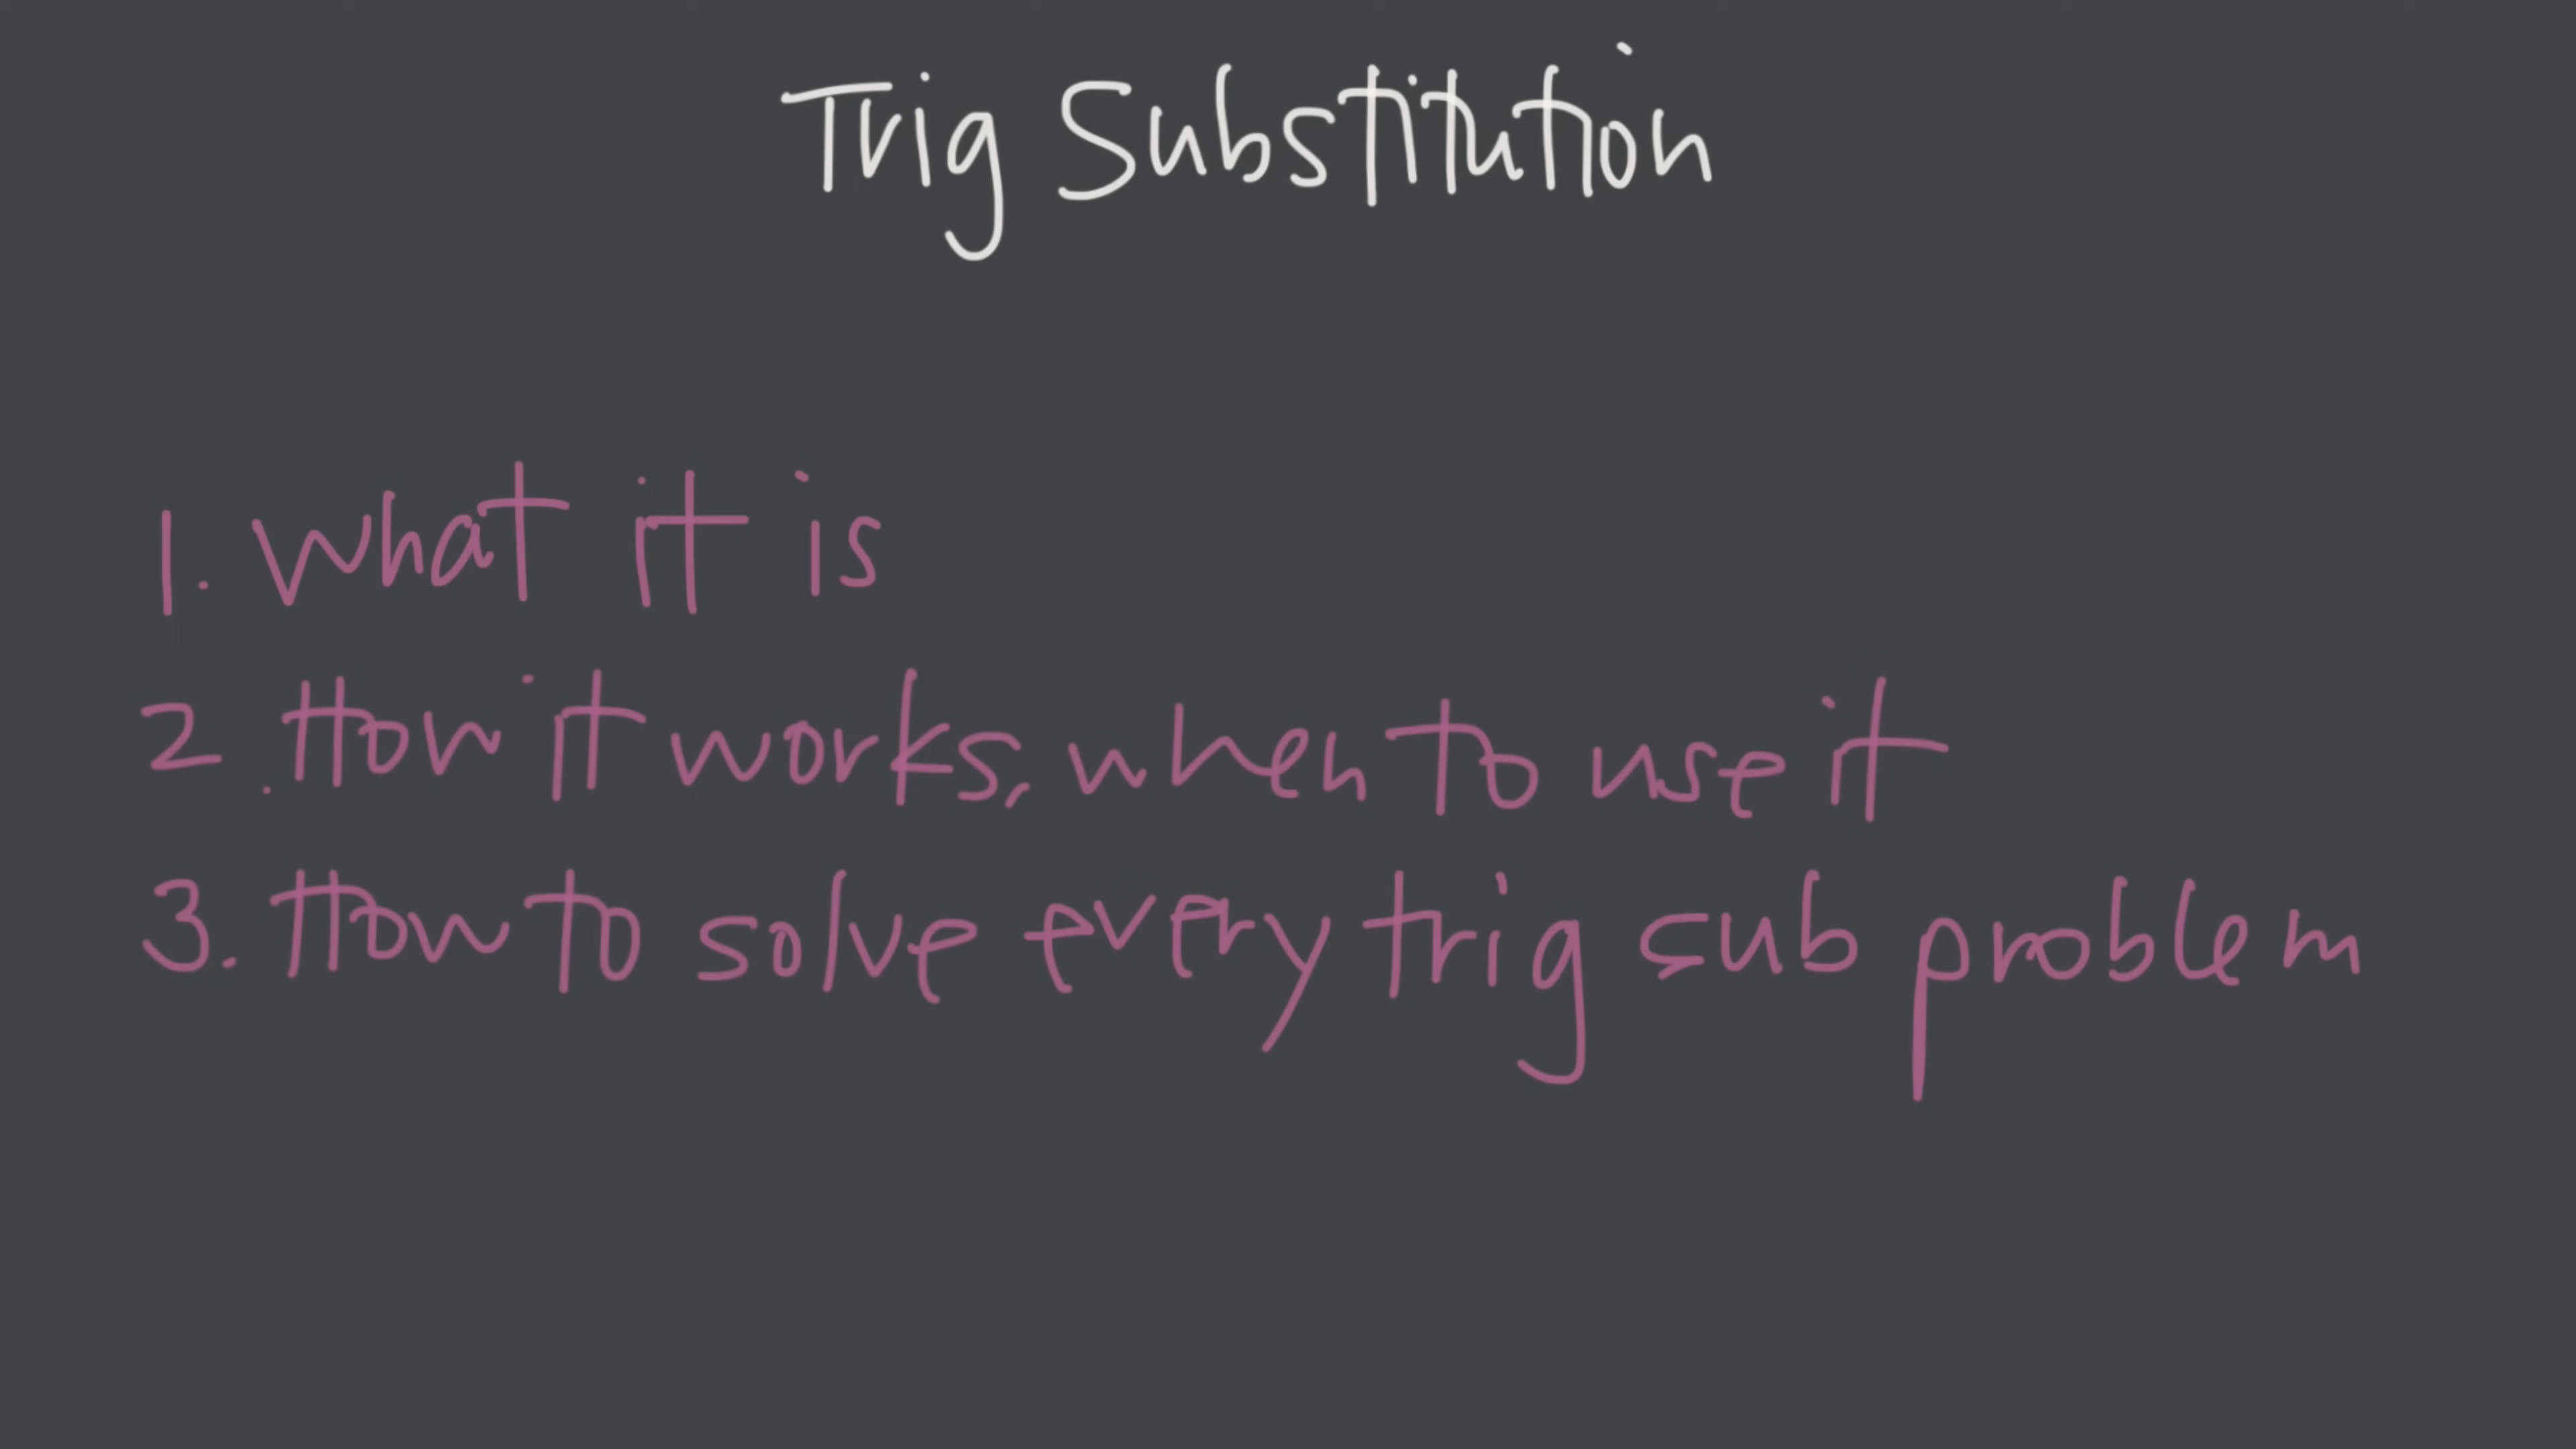 Trig Substitution
1. What it is
2. How it works, when to use it
3. How to solve every trig sub problem